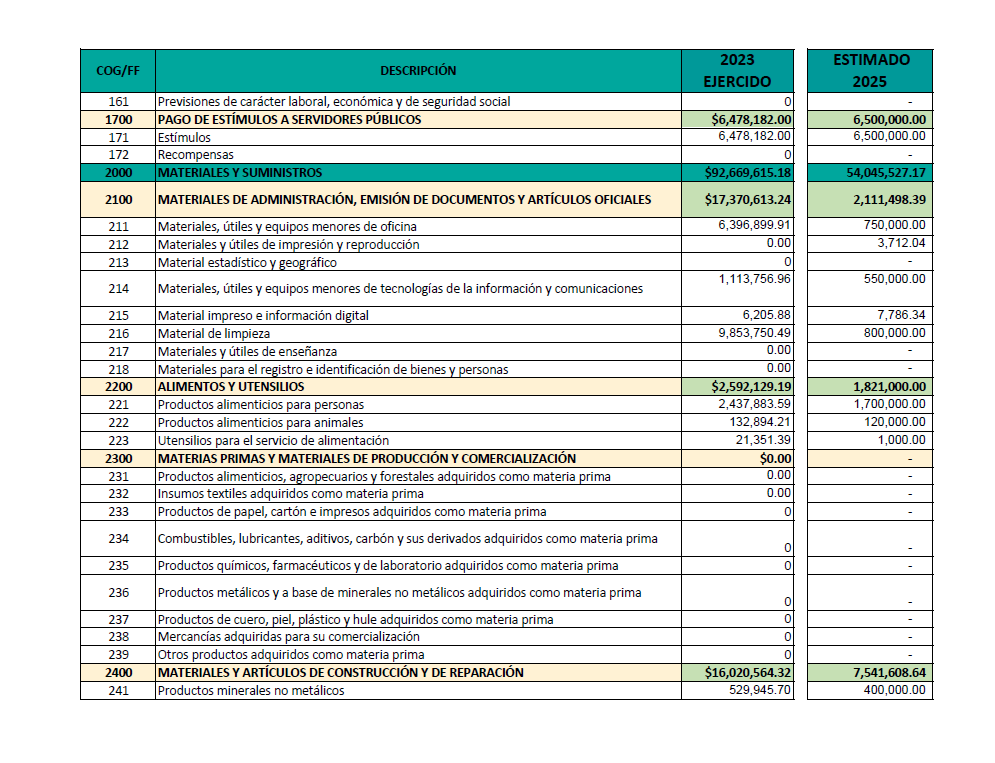 COG/FF DESCRIPCIÓN 2023 EJERCIDO ESTIMADO 2025
161 Previsiones de carácter laboral, económica y de seguridad social 0 -
1700 PAGO DE ESTÍMULOS A SERVIDORES PÚBLICOS $6,478,182.00 6,500,000.00
171 Estímulos 6,478,182.00 6,500,000.00
172 Recompensas 0 -
2000 MATERIALES Y SUMINISTROS $92,669,615.18 54,045,527.17
2100 MATERIALES DE ADMINISTRACIÓN, EMISIÓN DE DOCUMENTOS Y ARTÍCULOS OFICIALES $17,370,613.24 2,111,498.39
211 Materiales, útiles y equipos menores de oficina 6,396,899.91 750,000.00
212 Materiales y útiles de impresión y reproducción 0.00 3,712.04
213 Material estadístico y geográfico 0 -
214 Materiales, útiles y equipos menores de tecnologías de la información y comunicaciones 1,113,756.96 550,000.00
215 Material impreso e información digital 6,205.88 7,786.34
216 Material de limpieza 9,853,750.49 800,000.00
217 Materiales y útiles de enseñanza 0.00 -
218 Materiales para el registro e identificación de bienes y personas 0.00 -
2200 ALIMENTOS Y UTENSILIOS $2,592,129.19 1,821,000.00
221 Productos alimenticios para personas 2,437,883.59 1,700,000.00
222 Productos alimenticios para animales 132,894.21 120,000.00
223 Utensilios para el servicio de alimentación 21,351.39 1,000.00
2300 MATERIAS PRIMAS Y MATERIALES DE PRODUCCIÓN Y COMERCIALIZACIÓN $0.00 -
231 Productos alimenticios, agropecuarios y forestales adquiridos como materia prima 0.00 -
232 Insumos textiles adquiridos como materia prima 0.00 -
233 Productos de papel, cartón e impresos adquiridos como materia prima 0 -
234 Combustibles, lubricantes, aditivos, carbón y sus derivados adquiridos como materia prima 0 -
235 Productos químicos, farmacéuticos y de laboratorio adquiridos como materia prima 0 -
236 Productos metálicos y a base de minerales no metálicos adquiridos como materia prima 0 -
237 Productos de cuero, piel, plástico y hule adquiridos como materia prima 0 -
238 Mercancías adquiridas para su comercialización 0 -
239 Otros productos adquiridos como materia prima 0 -
2400 MATERIALES Y ARTÍCULOS DE CONSTRUCCIÓN Y DE REPARACIÓN $16,020,564.32 7,541,608.64
241 Productos minerales no metálicos 529,945.70 400,000.00